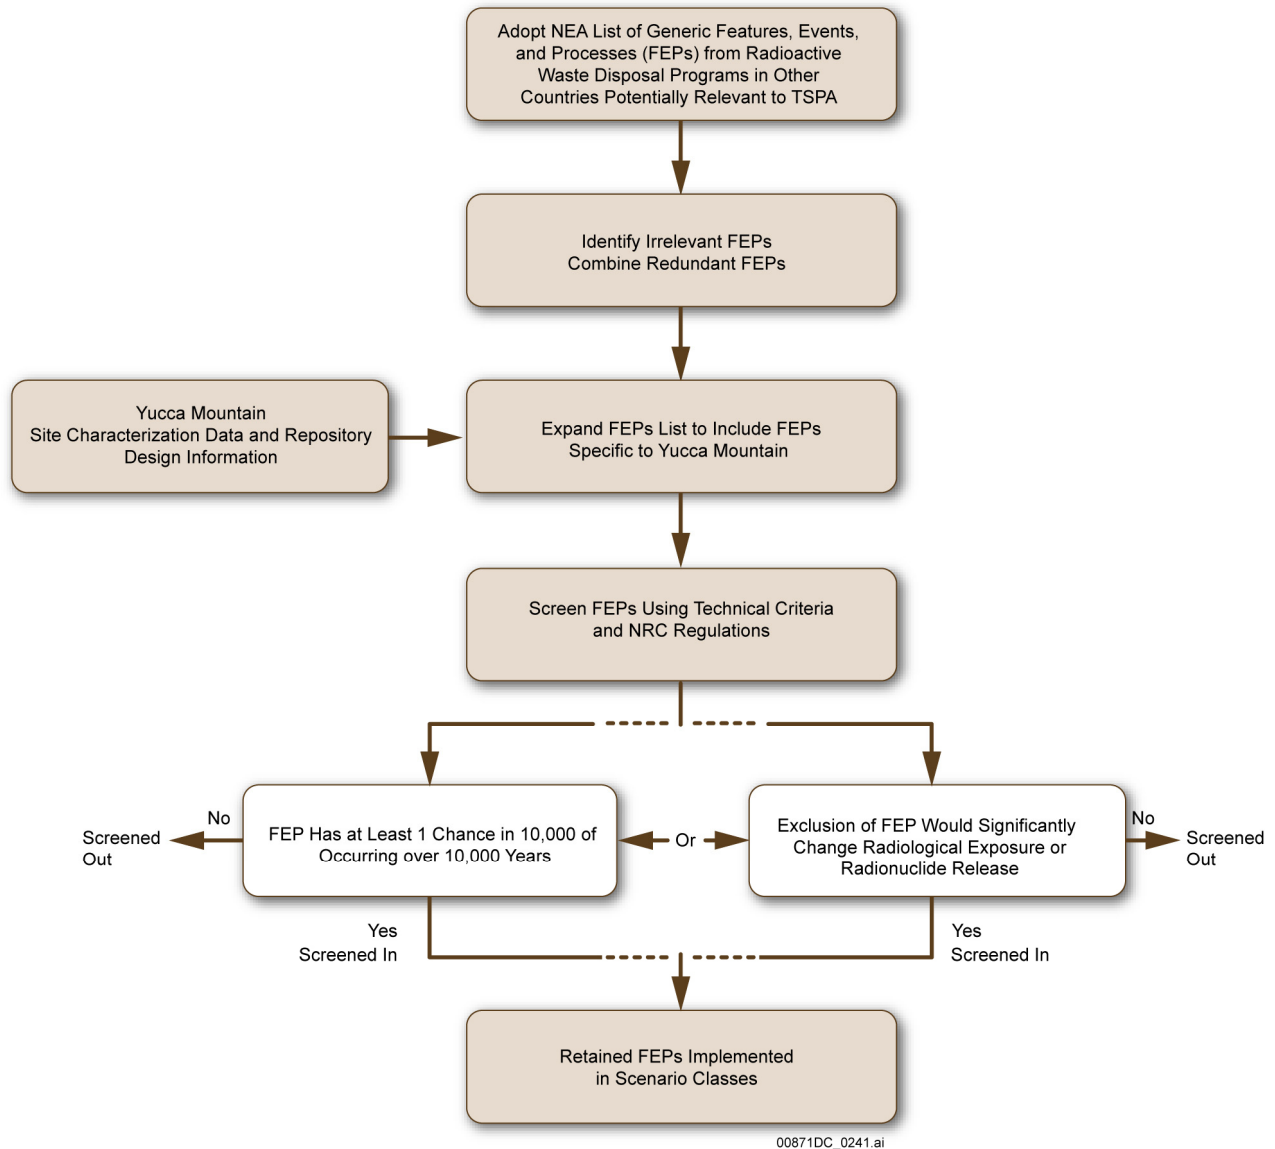 Adopt NEA List of Generic Features, Events,
and Processes (FEPs) from Radioactive
Waste Disposal Programs in Other
Countries Potentially Relevant to TSPA
Identify Irrelevant FEPs
Combine Redundant FEPs
Yucca Mountain
Site Characterization Data and Repository
Design Information
Expand FEPs List to Include FEPs
Specific to Yucca Mountain
Screen FEPs Using Technical Criteria
and NRC Regulations
No
Screened
Out
FEP Has at Least 1 Chance in 10,000 of
Occurring over 10,000 Years
Or
Exclusion of FEP Would Significantly
Change Radiological Exposure or
Radionuclide Release
No
Screened
Out
Yes
Screened In
Yes
Screened In
Retained FEPs Implemented
in Scenario Classes
00871DC_0241.ai